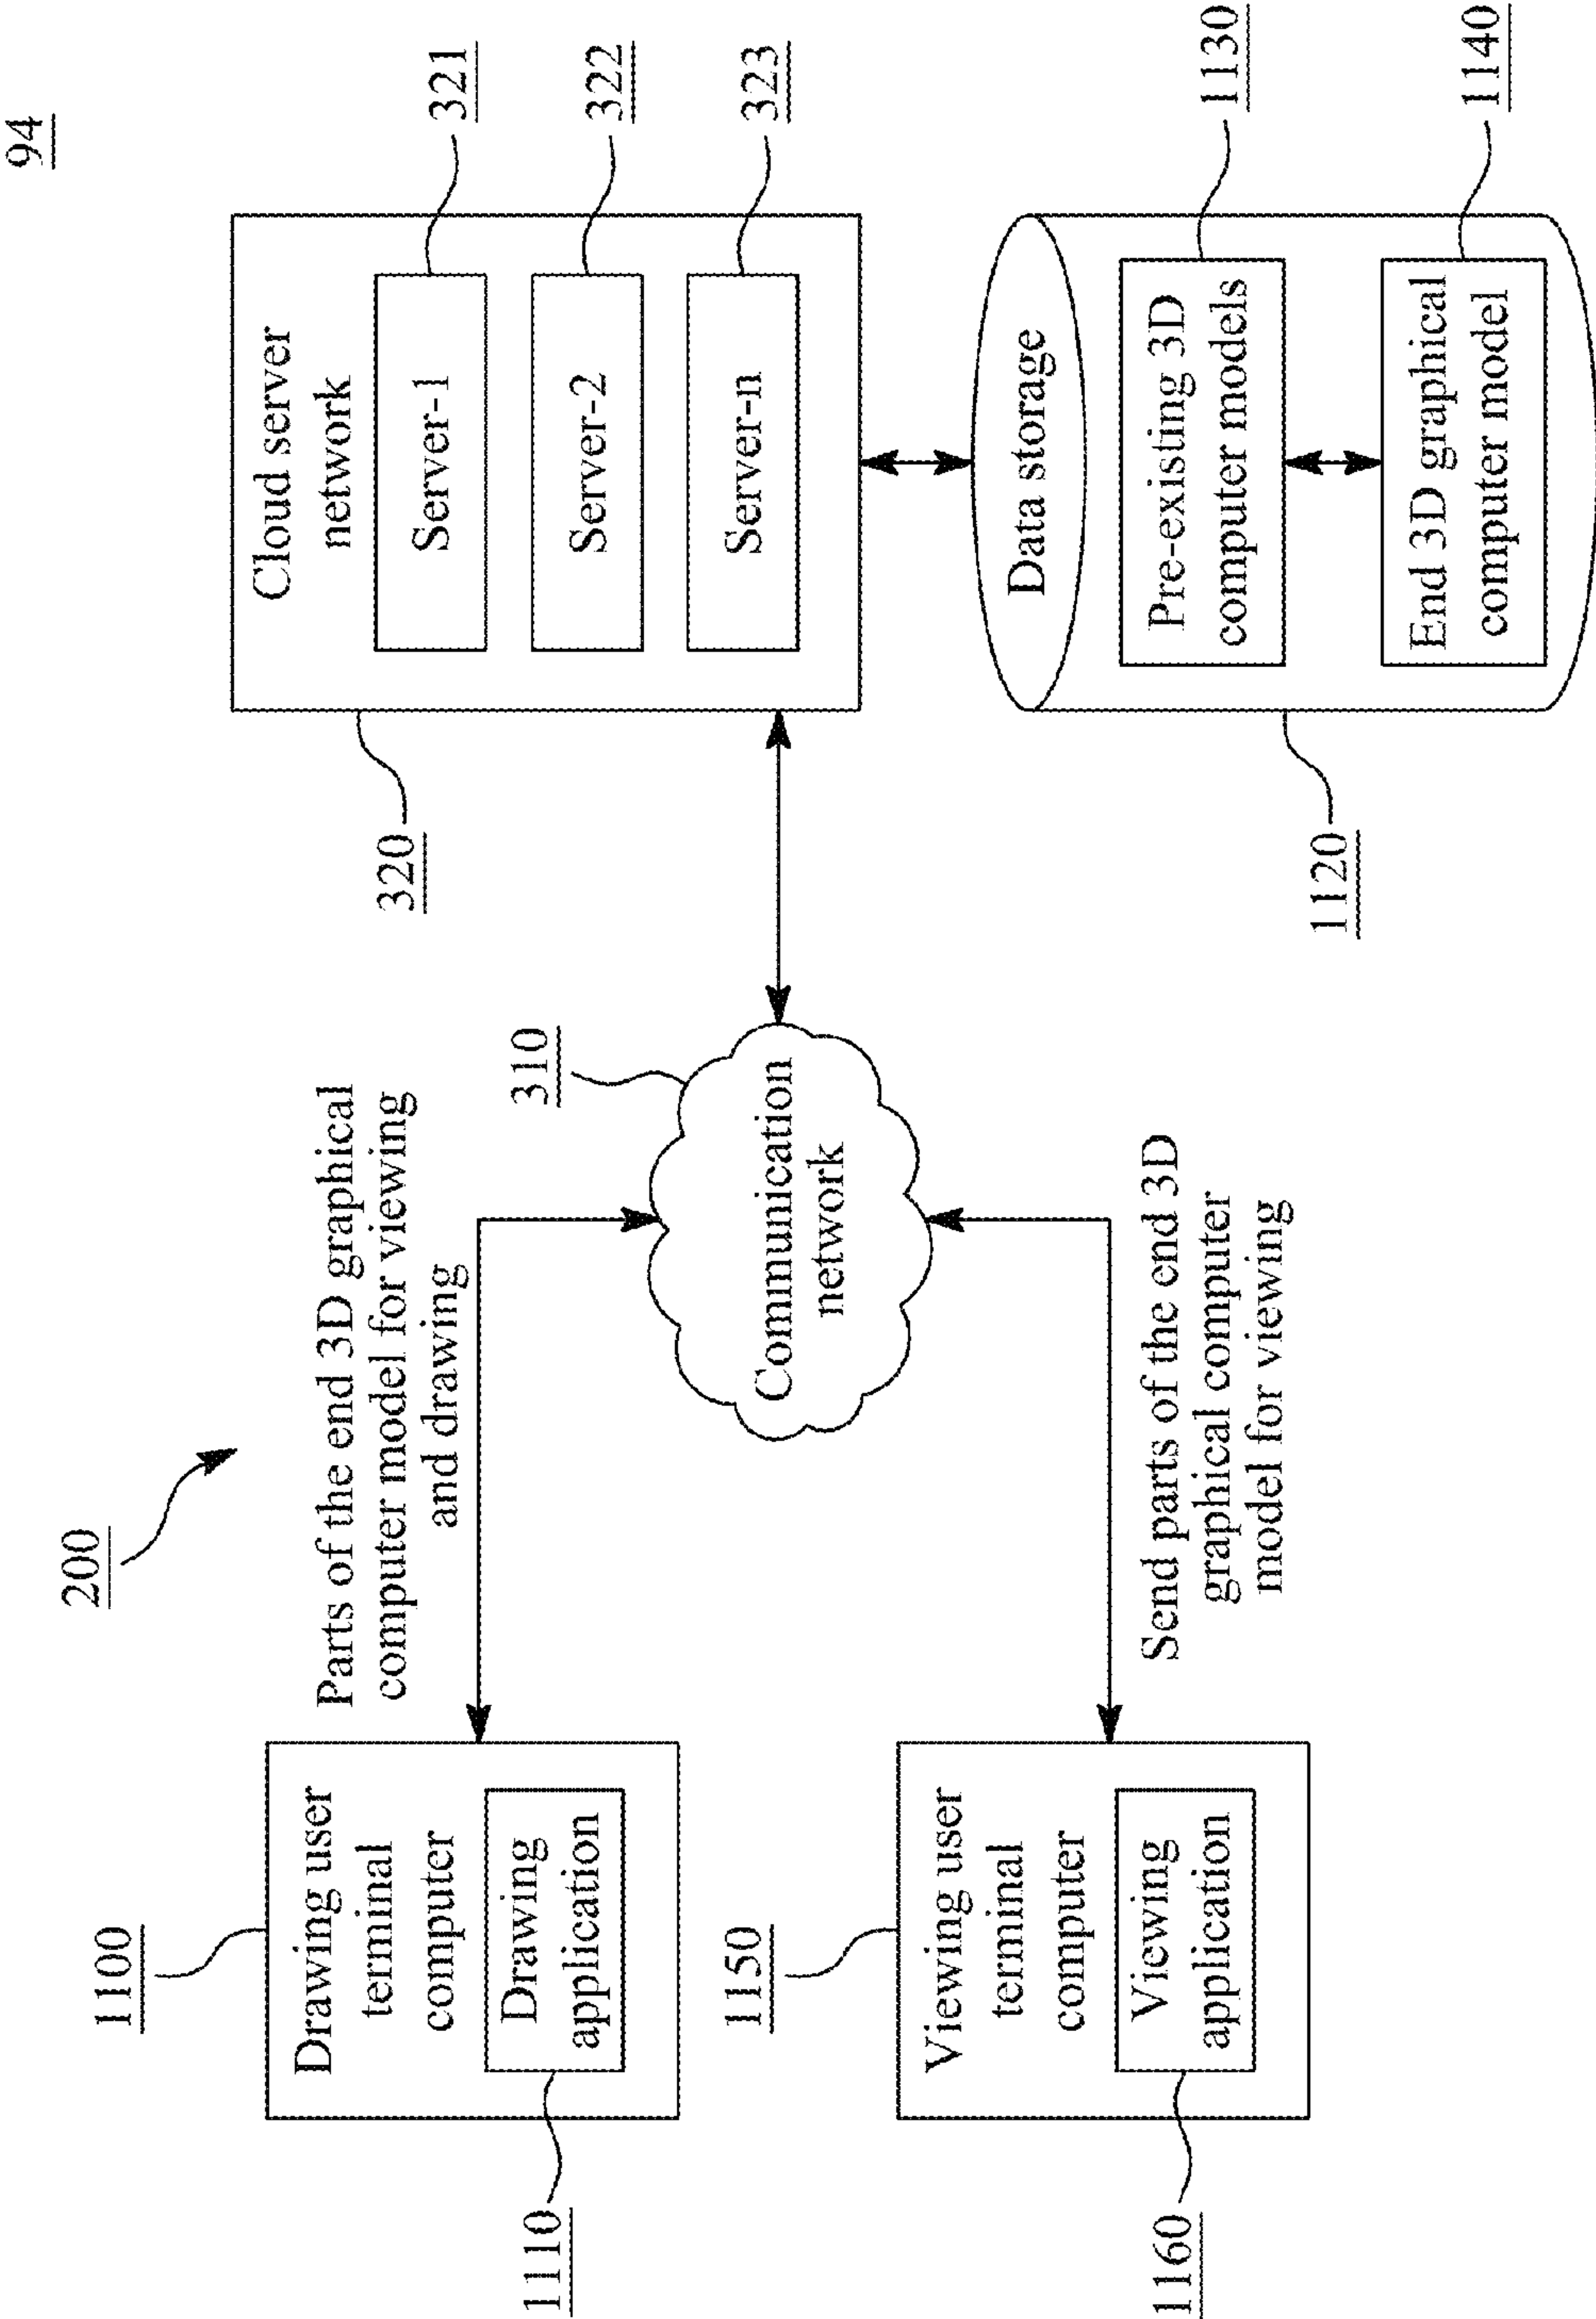 94
200
1100
Drawing user
terminal
computer
Drawing
application
1110
Parts of the end 3D graphical
computer model for viewing
and drawing
310
Communication
network
1150
Viewing user
terminal
computer
Viewing
application
1160
Send parts of the end 3D
graphical computer
model for viewing
320
Cloud server
network
Server-1
321
Server-2
322
Server-n
323
Data storage
1120
Pre-existing 3D
computer models
1130
End 3D graphical
computer model
1140